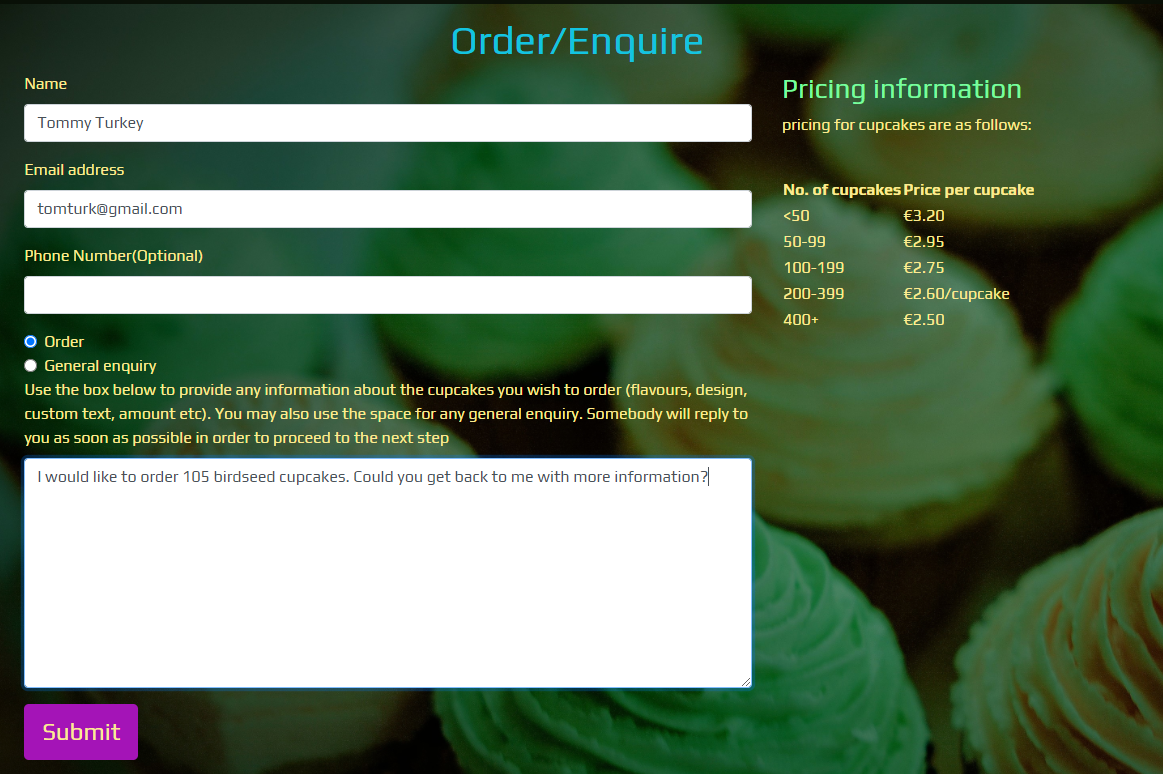 Order/Enquire
Name
Tommy Turkey
Email address
tomturk@gmail.com
Phone Number(Optional)
Order
General enquiry
Use the box below to provide any information about the cupcakes you wish to order (flavours, design,
custom text, amount etc). You may also use the space for any general enquiry. Somebody will reply to
you as soon as possible in order to proceed to the next step
I would like to order 105 birdseed cupcakes. Could you get back to me with more information?
Submit
Pricing information
pricing for cupcakes are as follows:
No. of cupcakes Price per cupcake
<50 €3.20
50-99 €2.95
100-199 €2.75
200-399 €2.60/cupcake
400+ €2.50